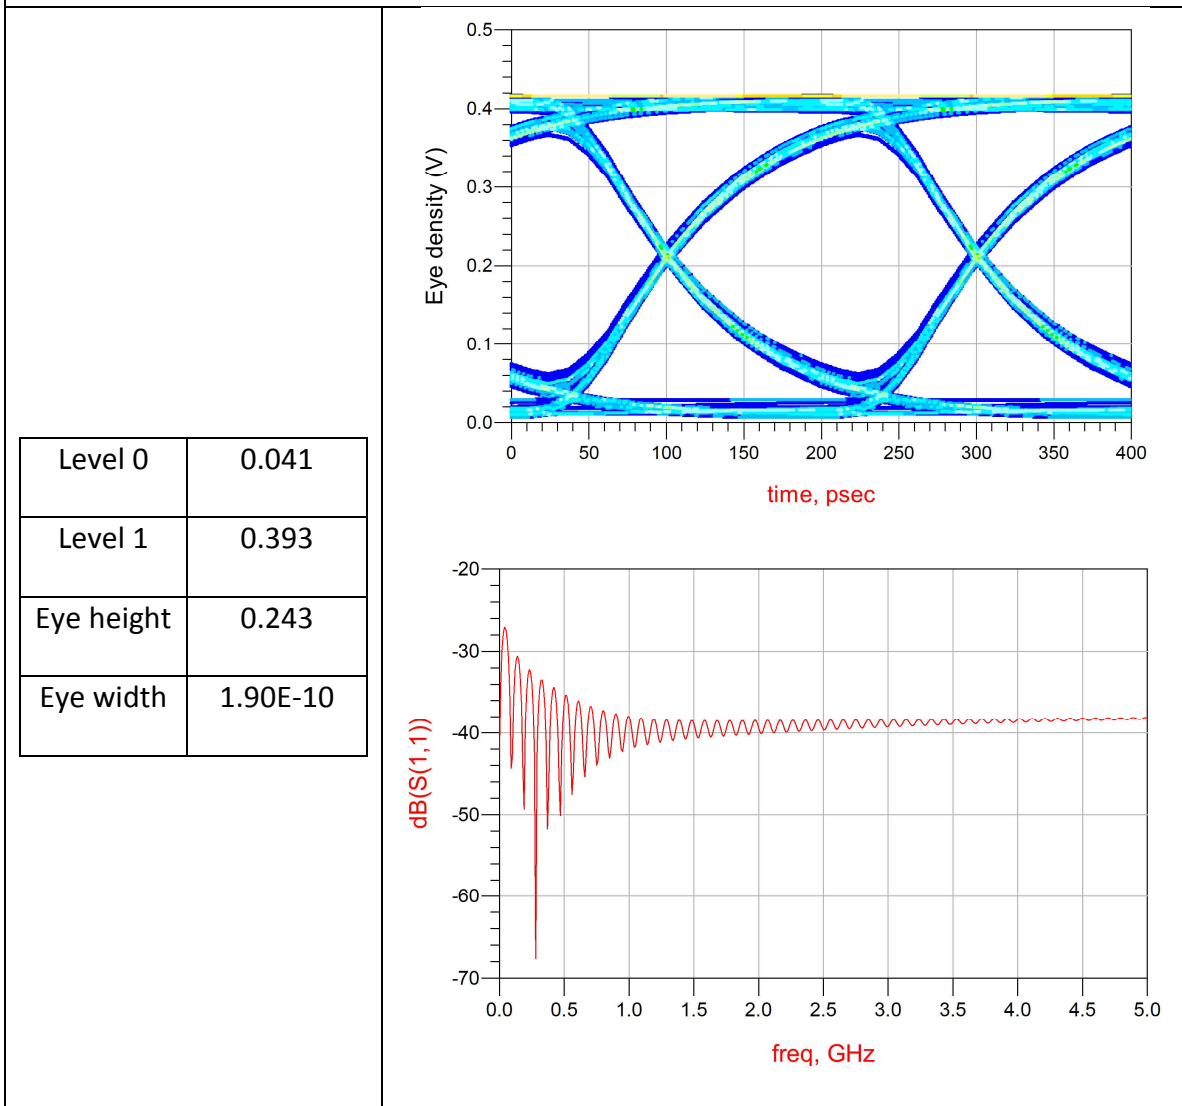 Level 0 0.041
Level 1 0.393
Eye height 0.243
Eye width 1.90E-10
0.5
0.4
0.3
0.2
0.1
0.0
Eye density (V)
0 50 100 150 200 250 300 350 400
time, psec
-20
-30
-40
-50
-60
-70
dB(S(1,1))
0.0 0.5 1.0 1.5 2.0 2.5 3.0 3.5 4.0 4.5 5.0
freq, GHz